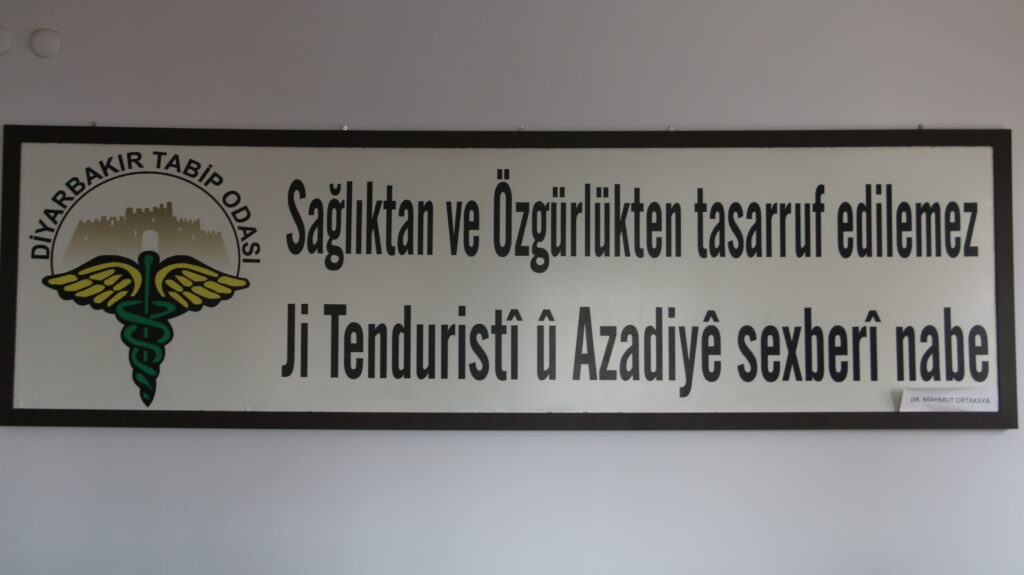 DİYARBAKIR TABİP ODASI
Sağlıktan ve Özgürlükten tasarruf edilemez
Ji Tenduristî û Azadiyê sexberî nabe
DR. MAHMUT ORTAKAYA